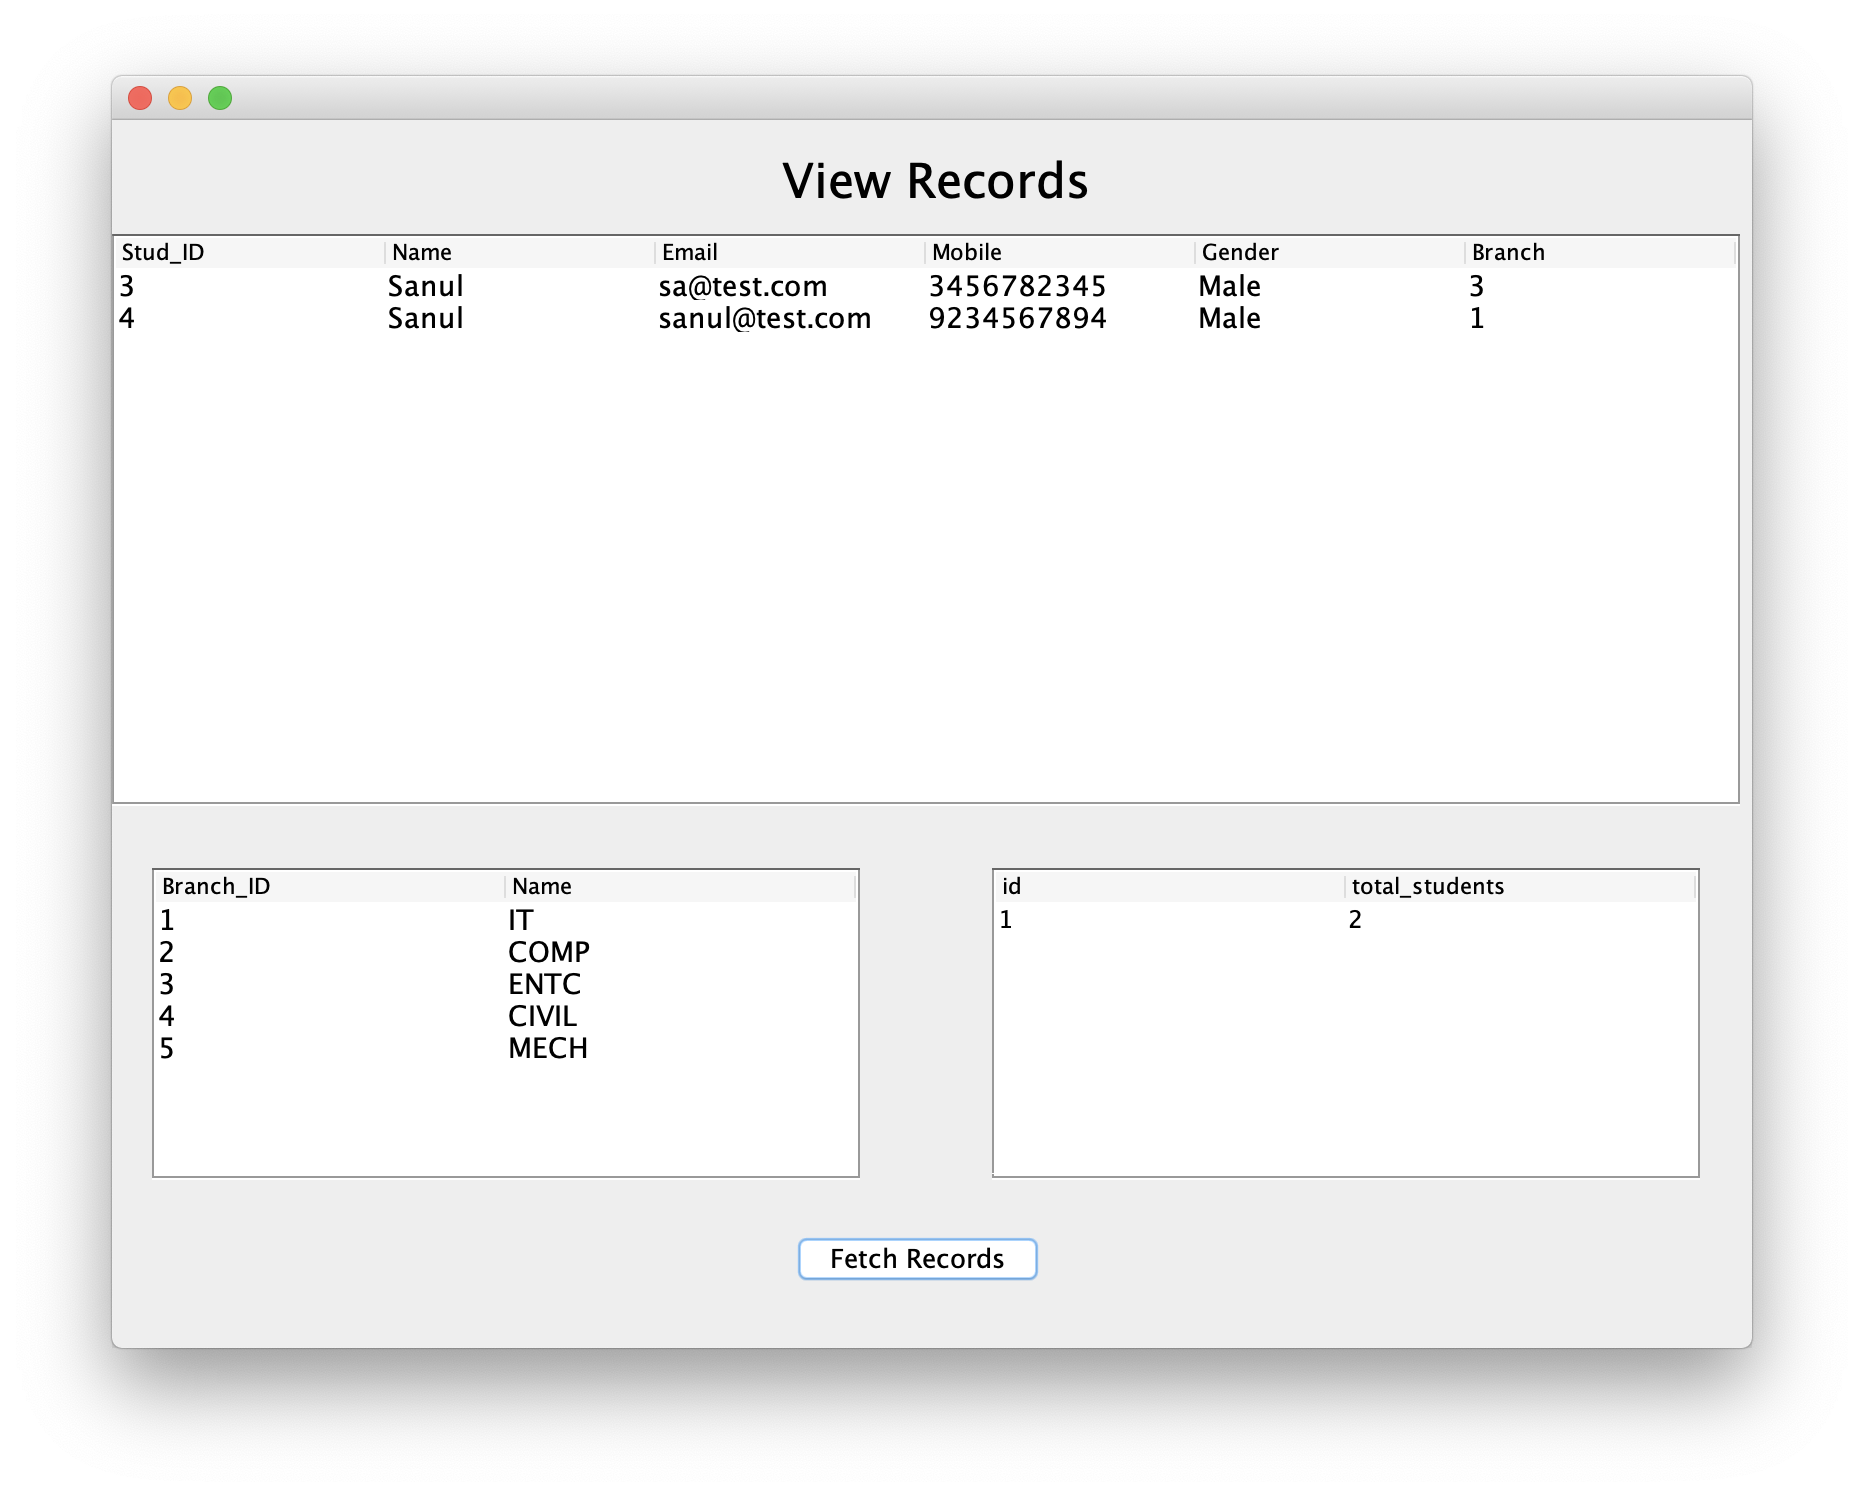 View Records
Stud_ID Name Email Mobile Gender Branch
3 Sanul sa@test.com 3456782345 Male 3
4 Sanul sanul@test.com 9234567894 Male 1
Branch_ID Name
1 IT
2 COMP
3 ENTC
4 CIVIL
5 MECH
id total_students
1 2
Fetch Records